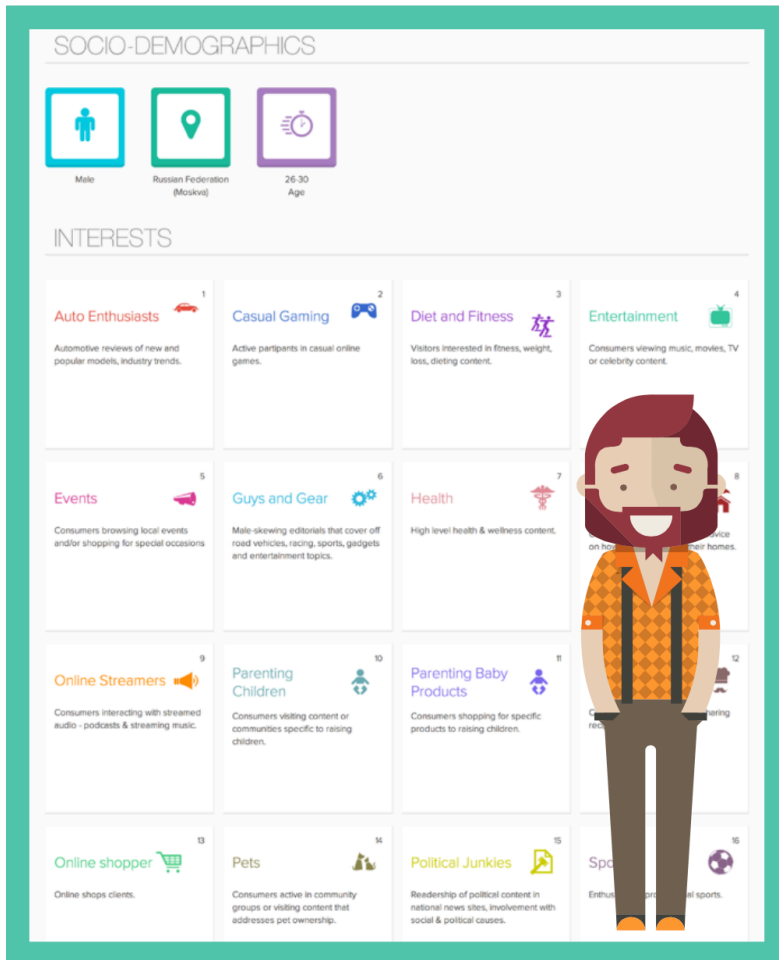 SOCIO-DEMOGRAPHICS
Male
Russian Federation
(Moskva)
26-30
Age
INTERESTS
1
Auto Enthusiasts
Automotive reviews of new and
popular models, industry trends.
2
Casual Gaming
Active partipants in casual online
games.
3
Diet and Fitness
Visitors interested in fitness, weight,
loss, dieting content.
4
Entertainment
Consumers viewing music, movies, TV
or celebrity content.
5
Events
Consumers browsing local events
and/or shopping for special occasions
6
Guys and Gear
Male-skewing editorials that cover off
road vehicles, racing, sports, gadgets
and entertainment topics.
7
Health
High level health & wellness content.
8
on
their homes.
9
Online Streamers
Consumers interacting with streamed
audio - podcasts & streaming music.
10
Parenting
Children
Consumers visiting content or
communities specific to raising
children.
11
Parenting Baby
Products
Consumers shopping for specific
products to raising children.
12
13
Online shopper
Online shops clients.
14
Pets
Consumers active in community
groups or visiting content that
addresses pet ownership.
15
Political Junkies
Readership of political content in
national news sites, involvement with
social & political causes.
16
sports.